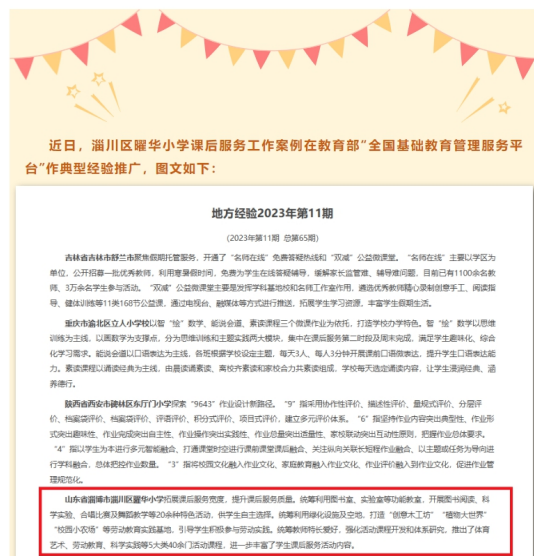 近日，淄川区曜华小学课后服务工作案例在教育部“全国基础教育管理服务平
台”作典型经验推广，图文如下：
地方经验2023年第11期
(2023年第11期 总第65期)
吉林省吉林市舒兰市聚焦假期托管服务，开通了“名师在线”免费答疑热线和“双减”公益微课堂。“名师在线”主要以学区为
单位，公开招募一批优秀教师，利用寒暑假时间，免费为学生在线答疑辅导，缓解家长监管难、辅导难问题，目前已有1100余名教
师、3万余名学生参与活动。“双减”公益微课堂主要是发挥学科基地校和名师工作室作用，遴选优秀教师精心录制创意手工、阅读指
导、健体训练等11类168节公益课，通过电视台、融媒体等方式进行推送，拓展学生学习资源，丰富学生假期生活。
重庆市渝北区立人小学校以智“绘”数学、能说会道、素读课程三个微课作业为依托，打造学校办学特色。智“绘”数学以思维
训练为主线，以画数学为支撑点，分为思维训练和主题实践两大模块，集中在课后服务第二时段及周末完成，满足学生趣味化、综合
化学习需求。能说会道以口语表达为主线，各班根据学校设定主题，每天3人、每人3分钟开展课前口语微表达，提升学生口语表达能
力。素读课程以诵读经典为主线，由晨读诵素读、离校齐素读和家校合力共素读组成，学校每天选定诵读内容，让学生浸润经典、涵
养德行。
陕西省西安市碑林区东厅门小学探索“9643”作业设计新路径。“9”指采用协作性评价、描述性评价、量规式评价、分层评
价、档案袋评价、档案袋评价、评语评价、积分式评价、项目式评价，建立多元评价体系。“6”指坚持作业内容突出典型性、作业形
式突出趣味性、作业完成突出自主性、作业操作突出实践性、作业总量突出适量性、家校联动突出互动性原则，把握作业总体要求。
“4”指以学生为本进行多元智能融合，打通课堂时空进行课前课堂课后融合、关注纵向关联长短程作业融合、以主题或任务为导向进
行学科融合，总体把控作业数量。“3”指将校园文化融入作业文化、家庭教育融入作业文化、作业评价融入到作业文化，促进作业管
理规范化。
山东省淄博市淄川区曜华小学拓展课后服务宽度，提升课后服务质量。统筹利用图书室、实验室等功能教室，开展图书阅读、科
学实验、合唱比赛及舞蹈教学等20余种特色活动，供学生自主选择。统筹利用绿化设施及空地，打造“创意木工坊”“植物大世界”
“校园小农场”等劳动教育实践基地，引导学生积极参与劳动实践。统筹教师特长爱好，强化活动课程开发和体系研究，推出了体育
艺术、劳动教育、科学实践等5大类40余门活动课程，进一步丰富了学生课后服务活动内容。